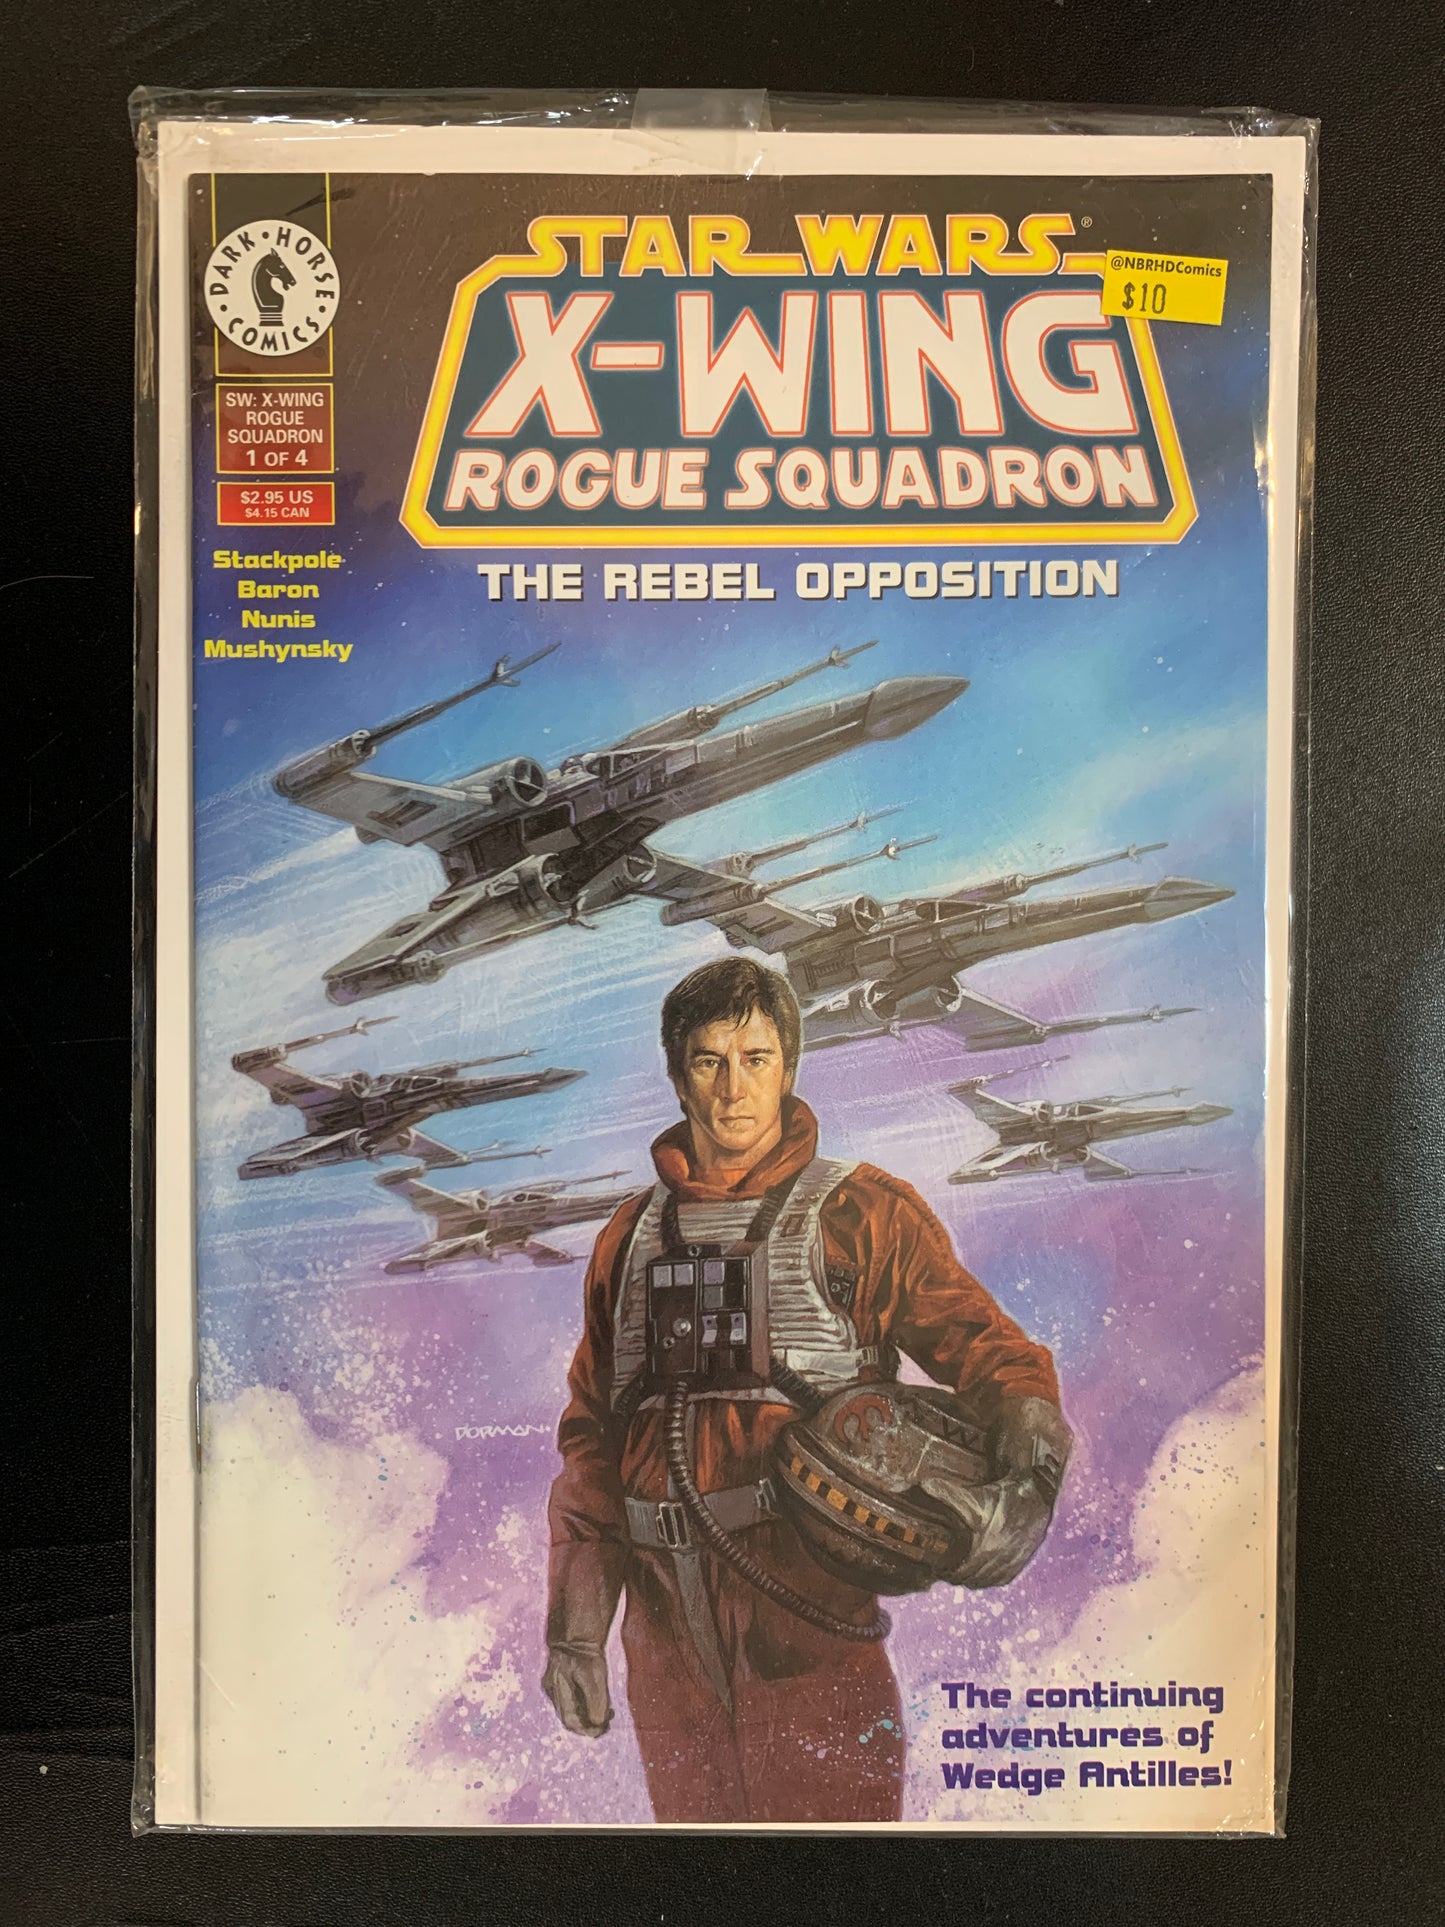 DARK • HORSE
• COMICS •
®
SW: X-WING
ROGUE
SQUADRON
1 OF 4
$2.95 US
$4.15 CAN
Stackpole
Baron
Nunis
Mushynsky
STAR WARS®
@NBRHDComics
$10
X-WING
ROGUE SQUADRON
THE REBEL OPPOSITION
DORMAN
The continuing
adventures of
Wedge Antilles!